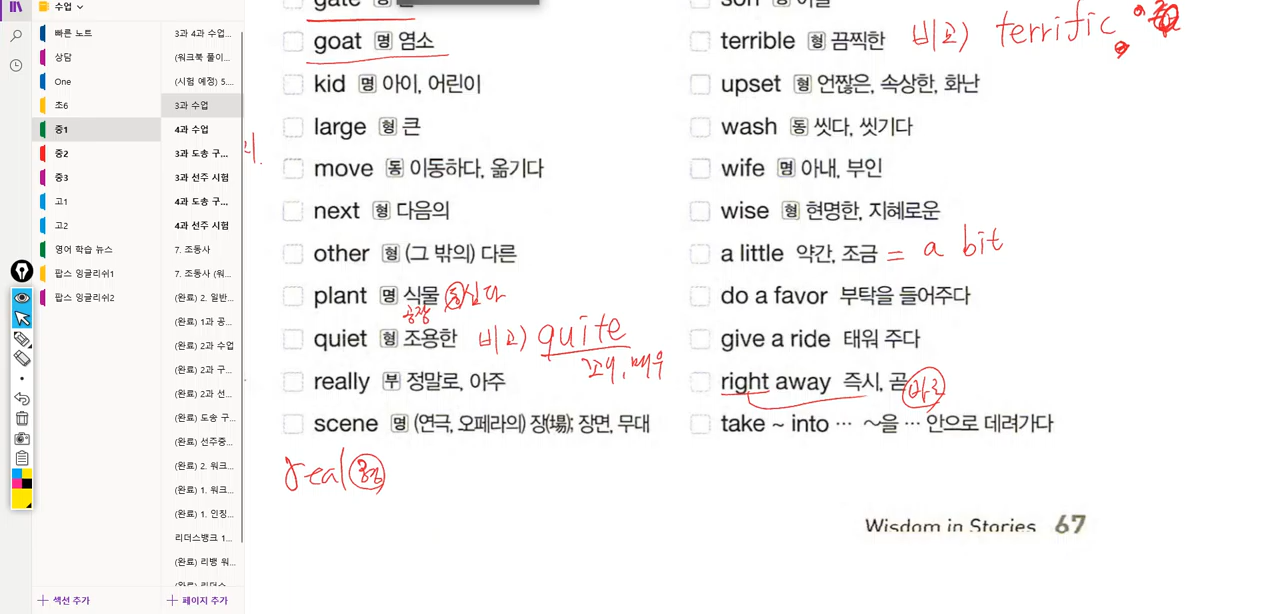 수업
빠른 노트
상담
One
초6
중1
중2
중3
고1
고2
영어 학습 뉴스
팝스 잉글리쉬1
팝스 잉글리쉬2
섹션 추가
3과 4과 수업...
(워크북 풀이...
(시험 예정) 5....
3과 수업
4과 수업
3과 도송 구...
3과 선주 시험
4과 도송 구...
4과 선주 시험
7. 조동사
7. 조동사 (워...
(완료) 2. 일반...
(완료) 1과 공...
(완료) 2과 수업
(완료) 2과 구...
(완료) 2과 선...
(완료) 도송 구...
(완료) 선주중...
(완료) 2. 워크...
(완료) 1. 워크...
(완료) 1. 인칭...
리더스뱅크 1...
(완료) 리뱅 워...
페이지 추가
goat 명 염소
kid 명 아이, 어린이
large 형 큰
move 동 이동하다, 옮기다
next 형 다음의
other 형 (그 밖의) 다른
plant 명 식물 동 심다
공장
quiet 형 조용한 비교) quite
꽤, 매우
really 부 정말로, 아주
scene 명 (연극, 오페라의) 장(場); 장면, 무대
real 형
terrible 형 끔찍한 비교) terrific
upset 형 언짢은, 속상한, 화난
wash 동 씻다, 씻기다
wife 명 아내, 부인
wise 형 현명한, 지혜로운
a little 약간, 조금 = a bit
do a favor 부탁을 들어주다
give a ride 태워 주다
right away 즉시, 곧 바로
take ~ into … ~을 … 안으로 데려가다
Wisdom in Stories 67